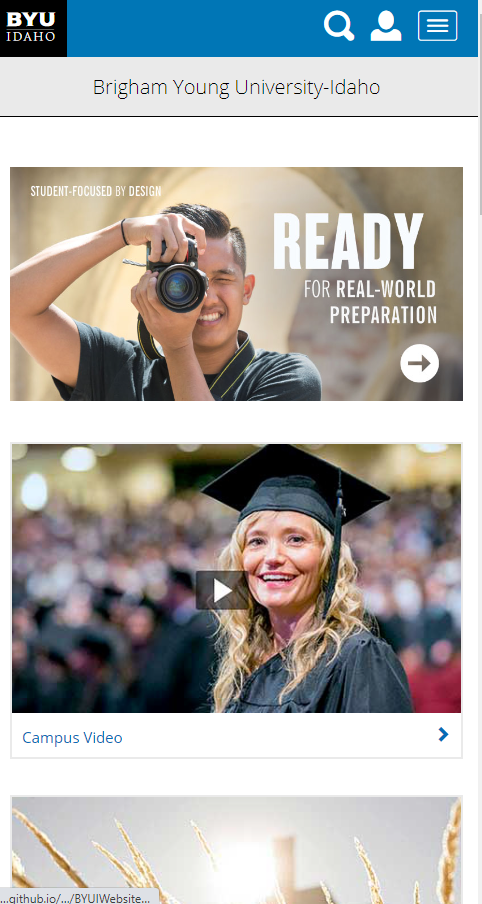 BYU
IDAHO
Brigham Young University-Idaho
STUDENT-FOCUSED BY DESIGN
READY
FOR REAL-WORLD
PREPARATION
Campus Video
...github.io/.../BYUIWebsite...